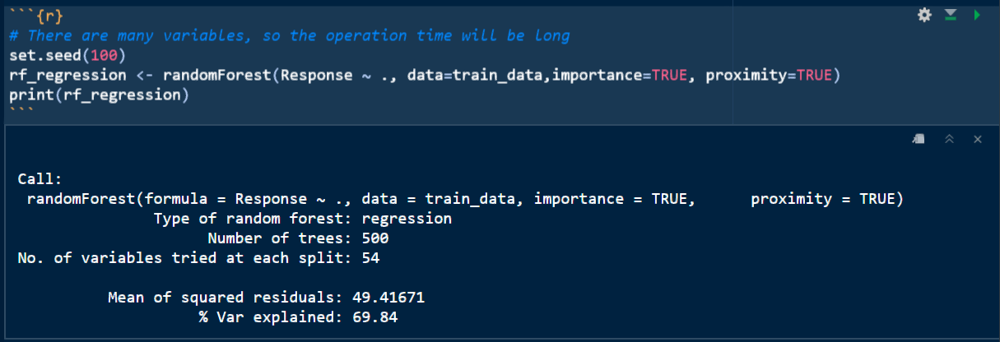 ```{r}
# There are many variables, so the operation time will be long
set.seed(100)
rf_regression <- randomForest(Response ~ ., data=train_data,importance=TRUE, proximity=TRUE)
print(rf_regression)
```
Call:
randomForest(formula = Response ~ ., data = train_data, importance = TRUE,      proximity = TRUE)
Type of random forest: regression
Number of trees: 500
No. of variables tried at each split: 54
Mean of squared residuals: 49.41671
% Var explained: 69.84